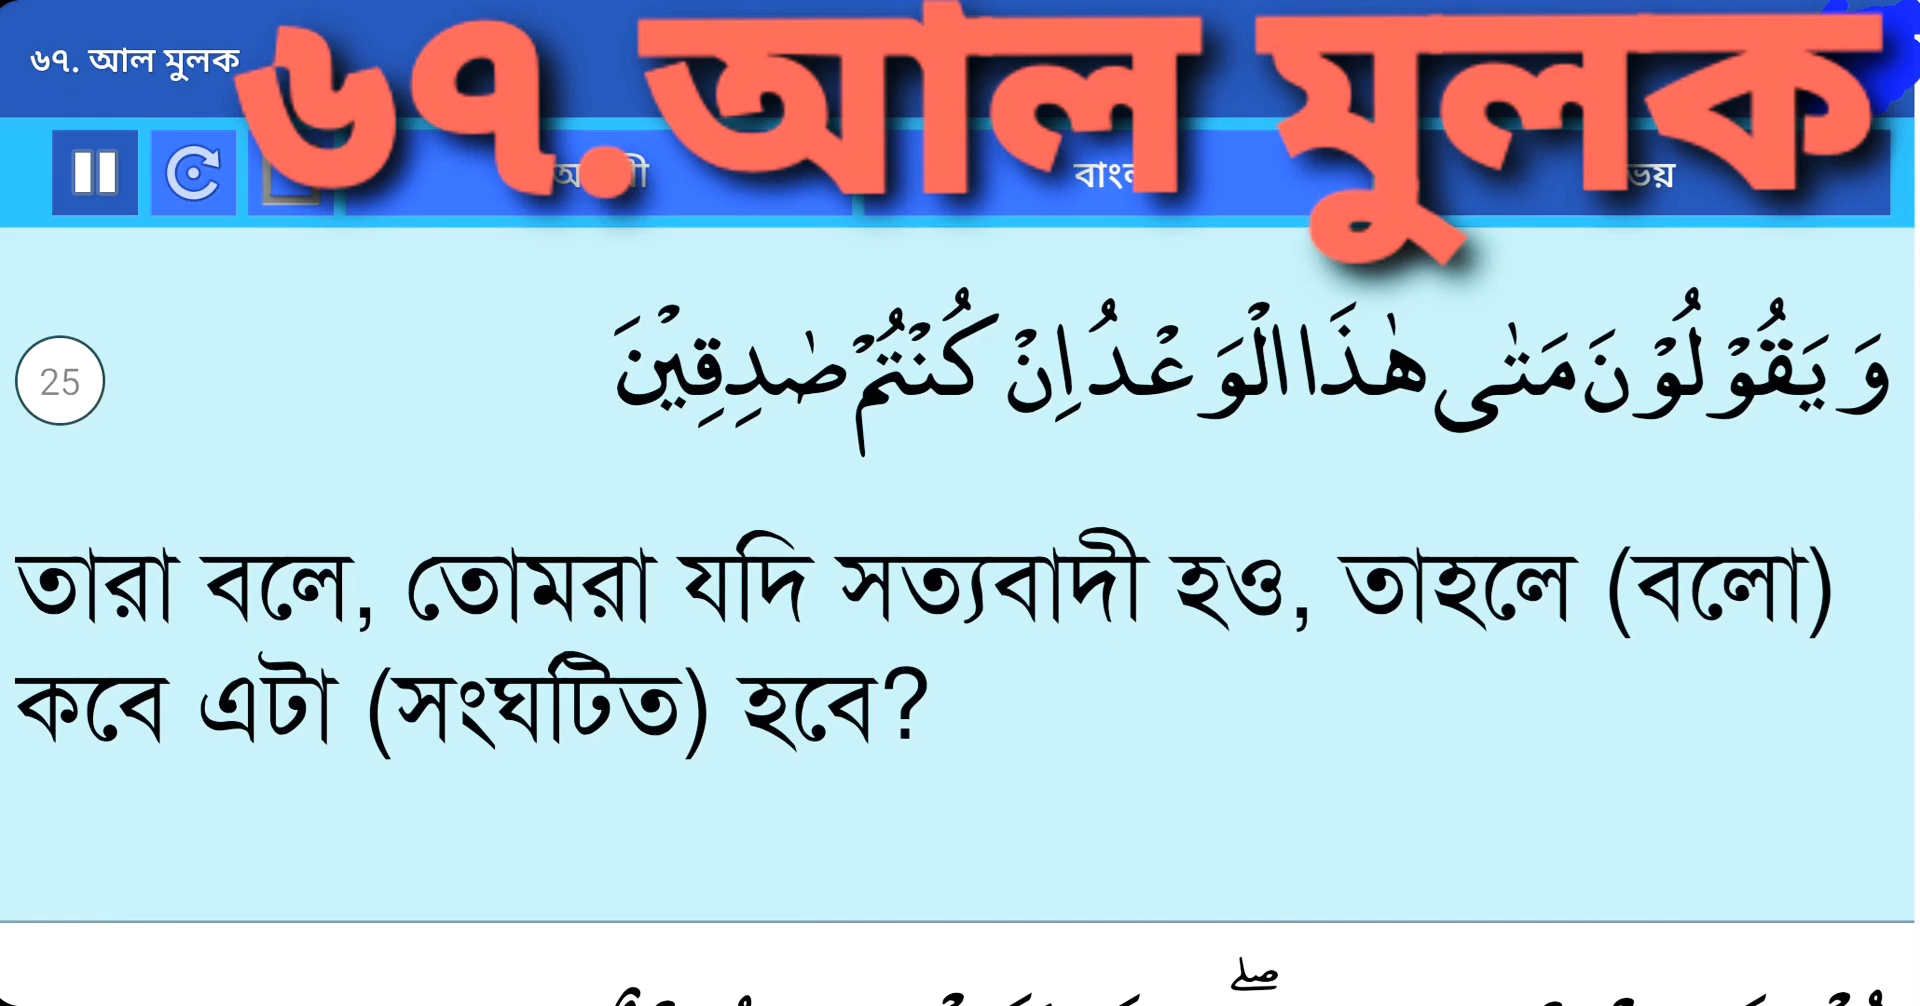 ৬৭. আল মুলক
৬৭. আল মুলক
25
وَ يَقُوْلُوْنَ مَتٰى هٰذَا الْوَعْدُ اِنْ كُنْتُمْ صٰدِقِيْنَ
তারা বলে, তোমরা যদি সত্যবাদী হও, তাহলে (বলো)
কবে এটা (সংঘটিত) হবে?